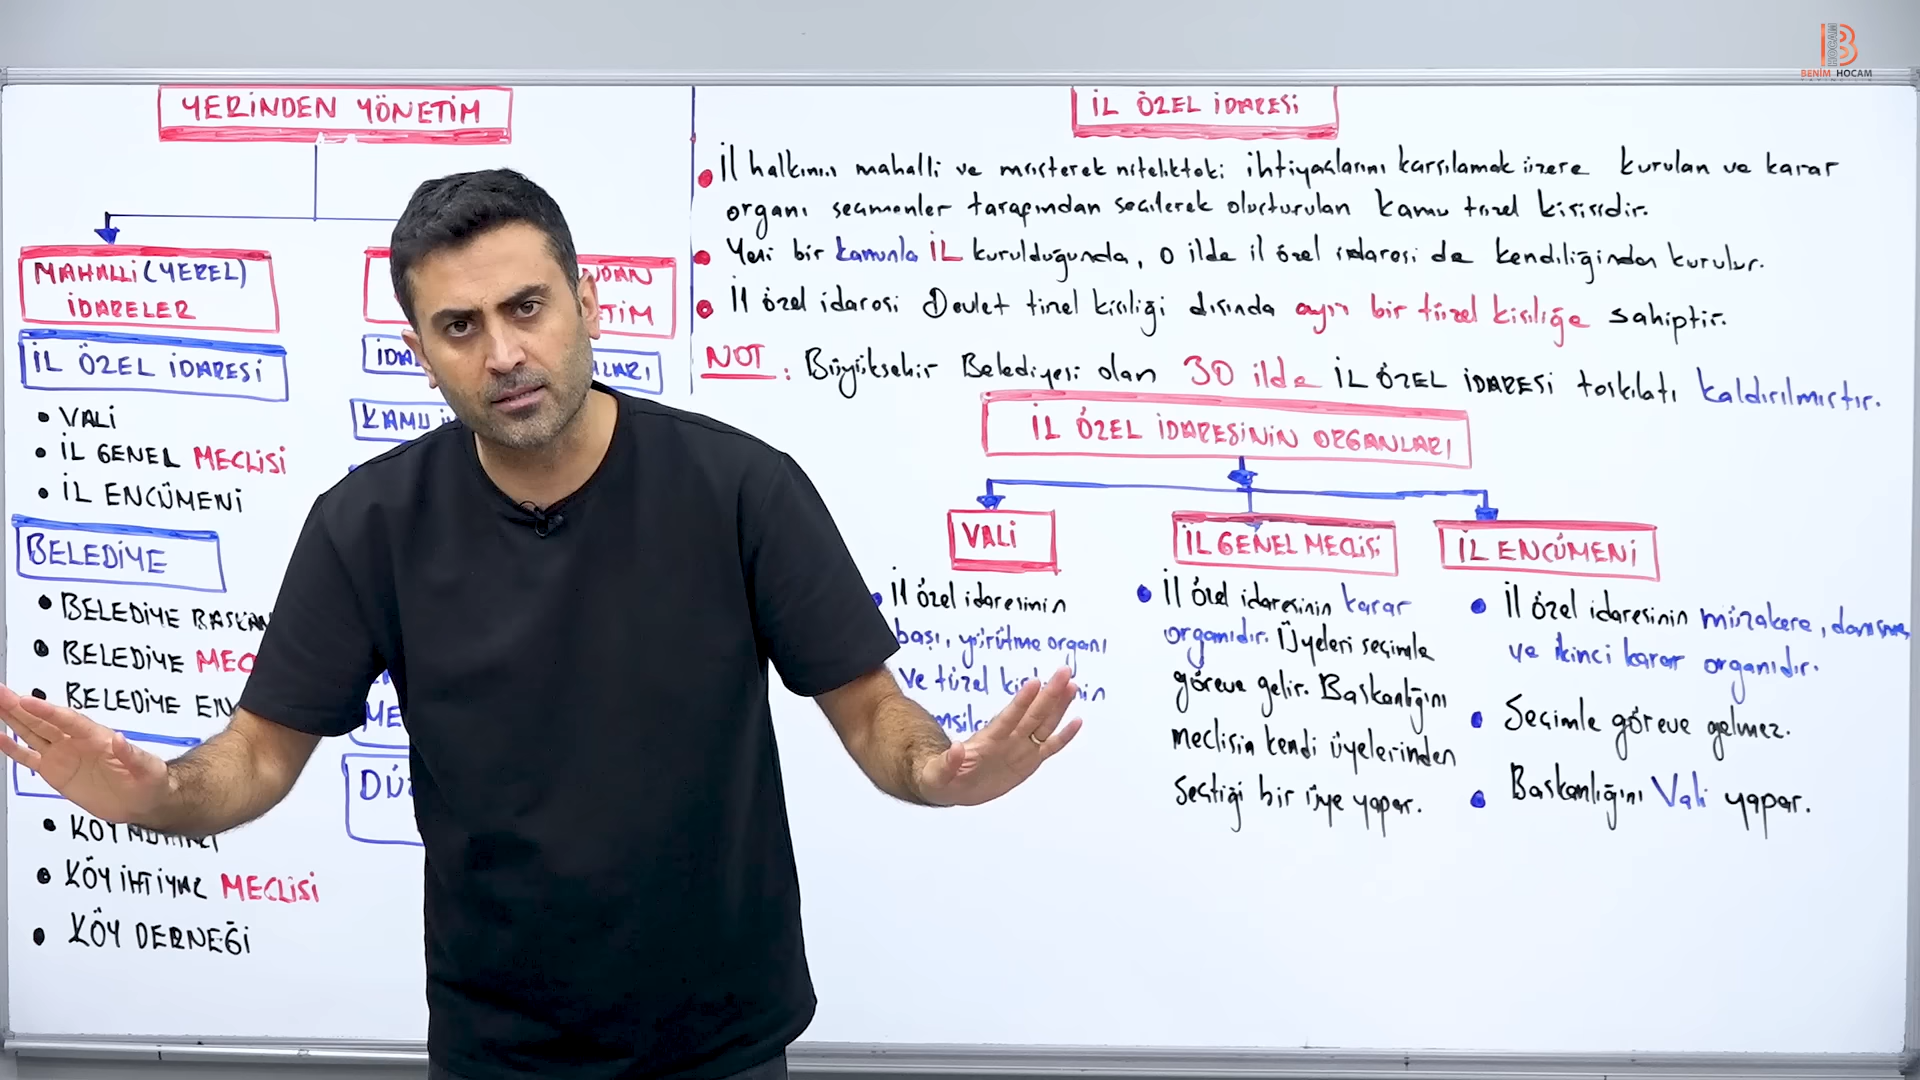 BENİM HOCAM
YERİNDEN YÖNETİM
MAHALLİ (YEREL)
İDARELER
İL ÖZEL İDARESİ
• VALİ
• İL GENEL MECLİSİ
• İL ENCÜMENİ
BELEDİYE
• BELEDİYE BAŞKAN
• BELEDİYE MEC
• BELEDİYE EN
• KÖY İHTİYAR MECLİSİ
• KÖY DERNEĞİ
İL ÖZEL İDARESİ
• İl halkının mahalli ve müşterek nitelikteki ihtiyaçlarını karşılamak üzere kurulan ve karar
organı seçmenler tarafından seçilerek oluşturulan kamu tüzel kişisidir.
• Yeni bir kanunla İL kurulduğunda, o ilde il özel idaresi de kendiliğinden kurulur.
• İl özel idaresi Devlet tüzel kişiliği dışında ayrı bir tüzel kişiliğe sahiptir.
NOT : Büyükşehir Belediyesi olan 30 ilde İL ÖZEL İDARESİ teşkilatı kaldırılmıştır.
İL ÖZEL İDARESİNİN ORGANLARI
VALİ
• İl özel idaresinin
başı, yürütme organı
ve tüzel
İL GENEL MECLİSİ
• İl özel idaresinin karar
organıdır. Üyeleri seçimle
göreve gelir. Başkanlığını
meclisin kendi üyelerinden
seçtiği bir üye yapar.
İL ENCÜMENİ
• İl özel idaresinin müzakere, danışma
ve ikinci karar organıdır.
• Seçimle göreve gelmez.
• Başkanlığını Vali yapar.